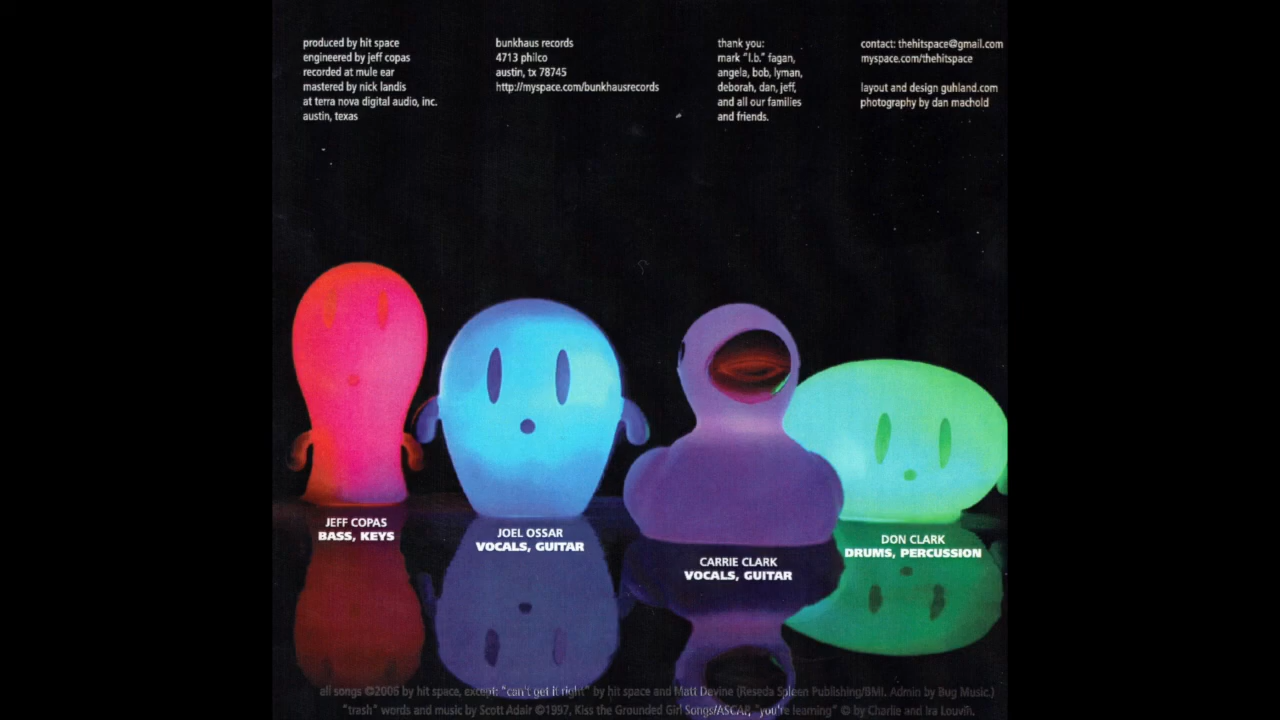 produced by hit space
engineered by jeff copas
recorded at mule ear
mastered by nick landis
at terra nova digital audio, inc.
austin, texas
bunkhaus records
4713 philco
austin, tx 78745
http://myspace.com/bunkhausrecords
thank you:
mark "l.b." fagan,
angela, bob, lyman,
deborah, dan, jeff,
and all our families
and friends.
contact: thehitspace@gmail.com
myspace.com/thehitspace
layout and design guhland.com
photography by dan machold
JEFF COPAS
BASS, KEYS
JOEL OSSAR
VOCALS, GUITAR
CARRIE CLARK
VOCALS, GUITAR
DON CLARK
DRUMS, PERCUSSION
all songs ©2006 by hit space, except: "can't get it right" by hit space and Matt Devine (Reseda Spleen Publishing/BMI, Admin by Bug Music.)
"trash" words and music by Scott Adair ©1997, Kiss the Grounded Girl Songs/ASCAP, "you're learning" © by Charlie and Ira Louvin,